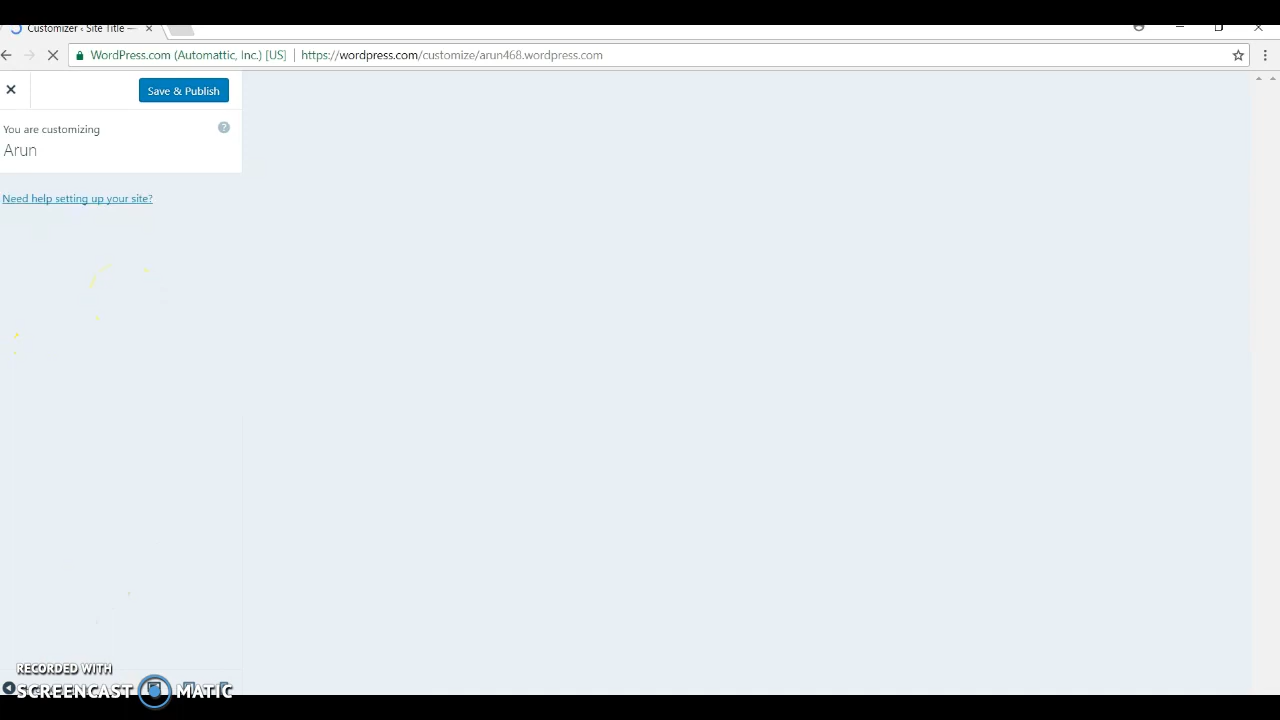 Customizer ‹ Site Title —
WordPress.com (Automattic, Inc.) [US] https://wordpress.com/customize/arun468.wordpress.com
Save & Publish
You are customizing
Arun
Need help setting up your site?
RECORDED WITH
SCREENCAST MATIC